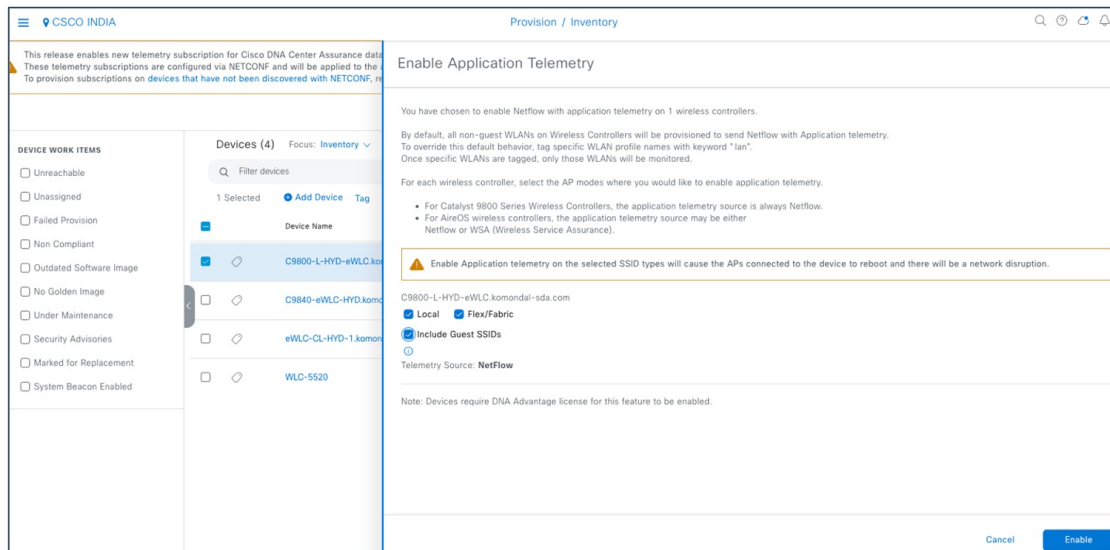 CSCO INDIA
Provision / Inventory
This release enables new telemetry subscription for Cisco DNA Center Assurance data
These telemetry subscriptions are configured via NETCONF and will be applied to the
To provision subscriptions on devices that have not been discovered with NETCONF, re
DEVICE WORK ITEMS
Unreachable
Unassigned
Failed Provision
Non Compliant
Outdated Software Image
No Golden Image
Under Maintenance
Security Advisories
Marked for Replacement
System Beacon Enabled
Devices (4) Focus: Inventory
Filter devices
1 Selected Add Device Tag
Device Name
C9800-L-HYD-eWLC.ko
C9840-eWLC-HYD.komo
eWLC-CL-HYD-1.komon
WLC-5520
Enable Application Telemetry
You have chosen to enable Netflow with application telemetry on 1 wireless controllers.
By default, all non-guest WLANs on Wireless Controllers will be provisioned to send Netflow with Application telemetry.
To override this default behavior, tag specific WLAN profile names with keyword "lan".
Once specific WLANs are tagged, only those WLANs will be monitored.
For each wireless controller, select the AP modes where you would like to enable application telemetry.
• For Catalyst 9800 Series Wireless Controllers, the application telemetry source is always Netflow.
• For AireOS wireless controllers, the application telemetry source may be either
Netflow or WSA (Wireless Service Assurance).
Enable Application telemetry on the selected SSID types will cause the APs connected to the device to reboot and there will be a network disruption.
C9800-L-HYD-eWLC.komondal-sda.com
Local Flex/Fabric
Include Guest SSIDs
Telemetry Source: NetFlow
Note: Devices require DNA Advantage license for this feature to be enabled.
Cancel Enable